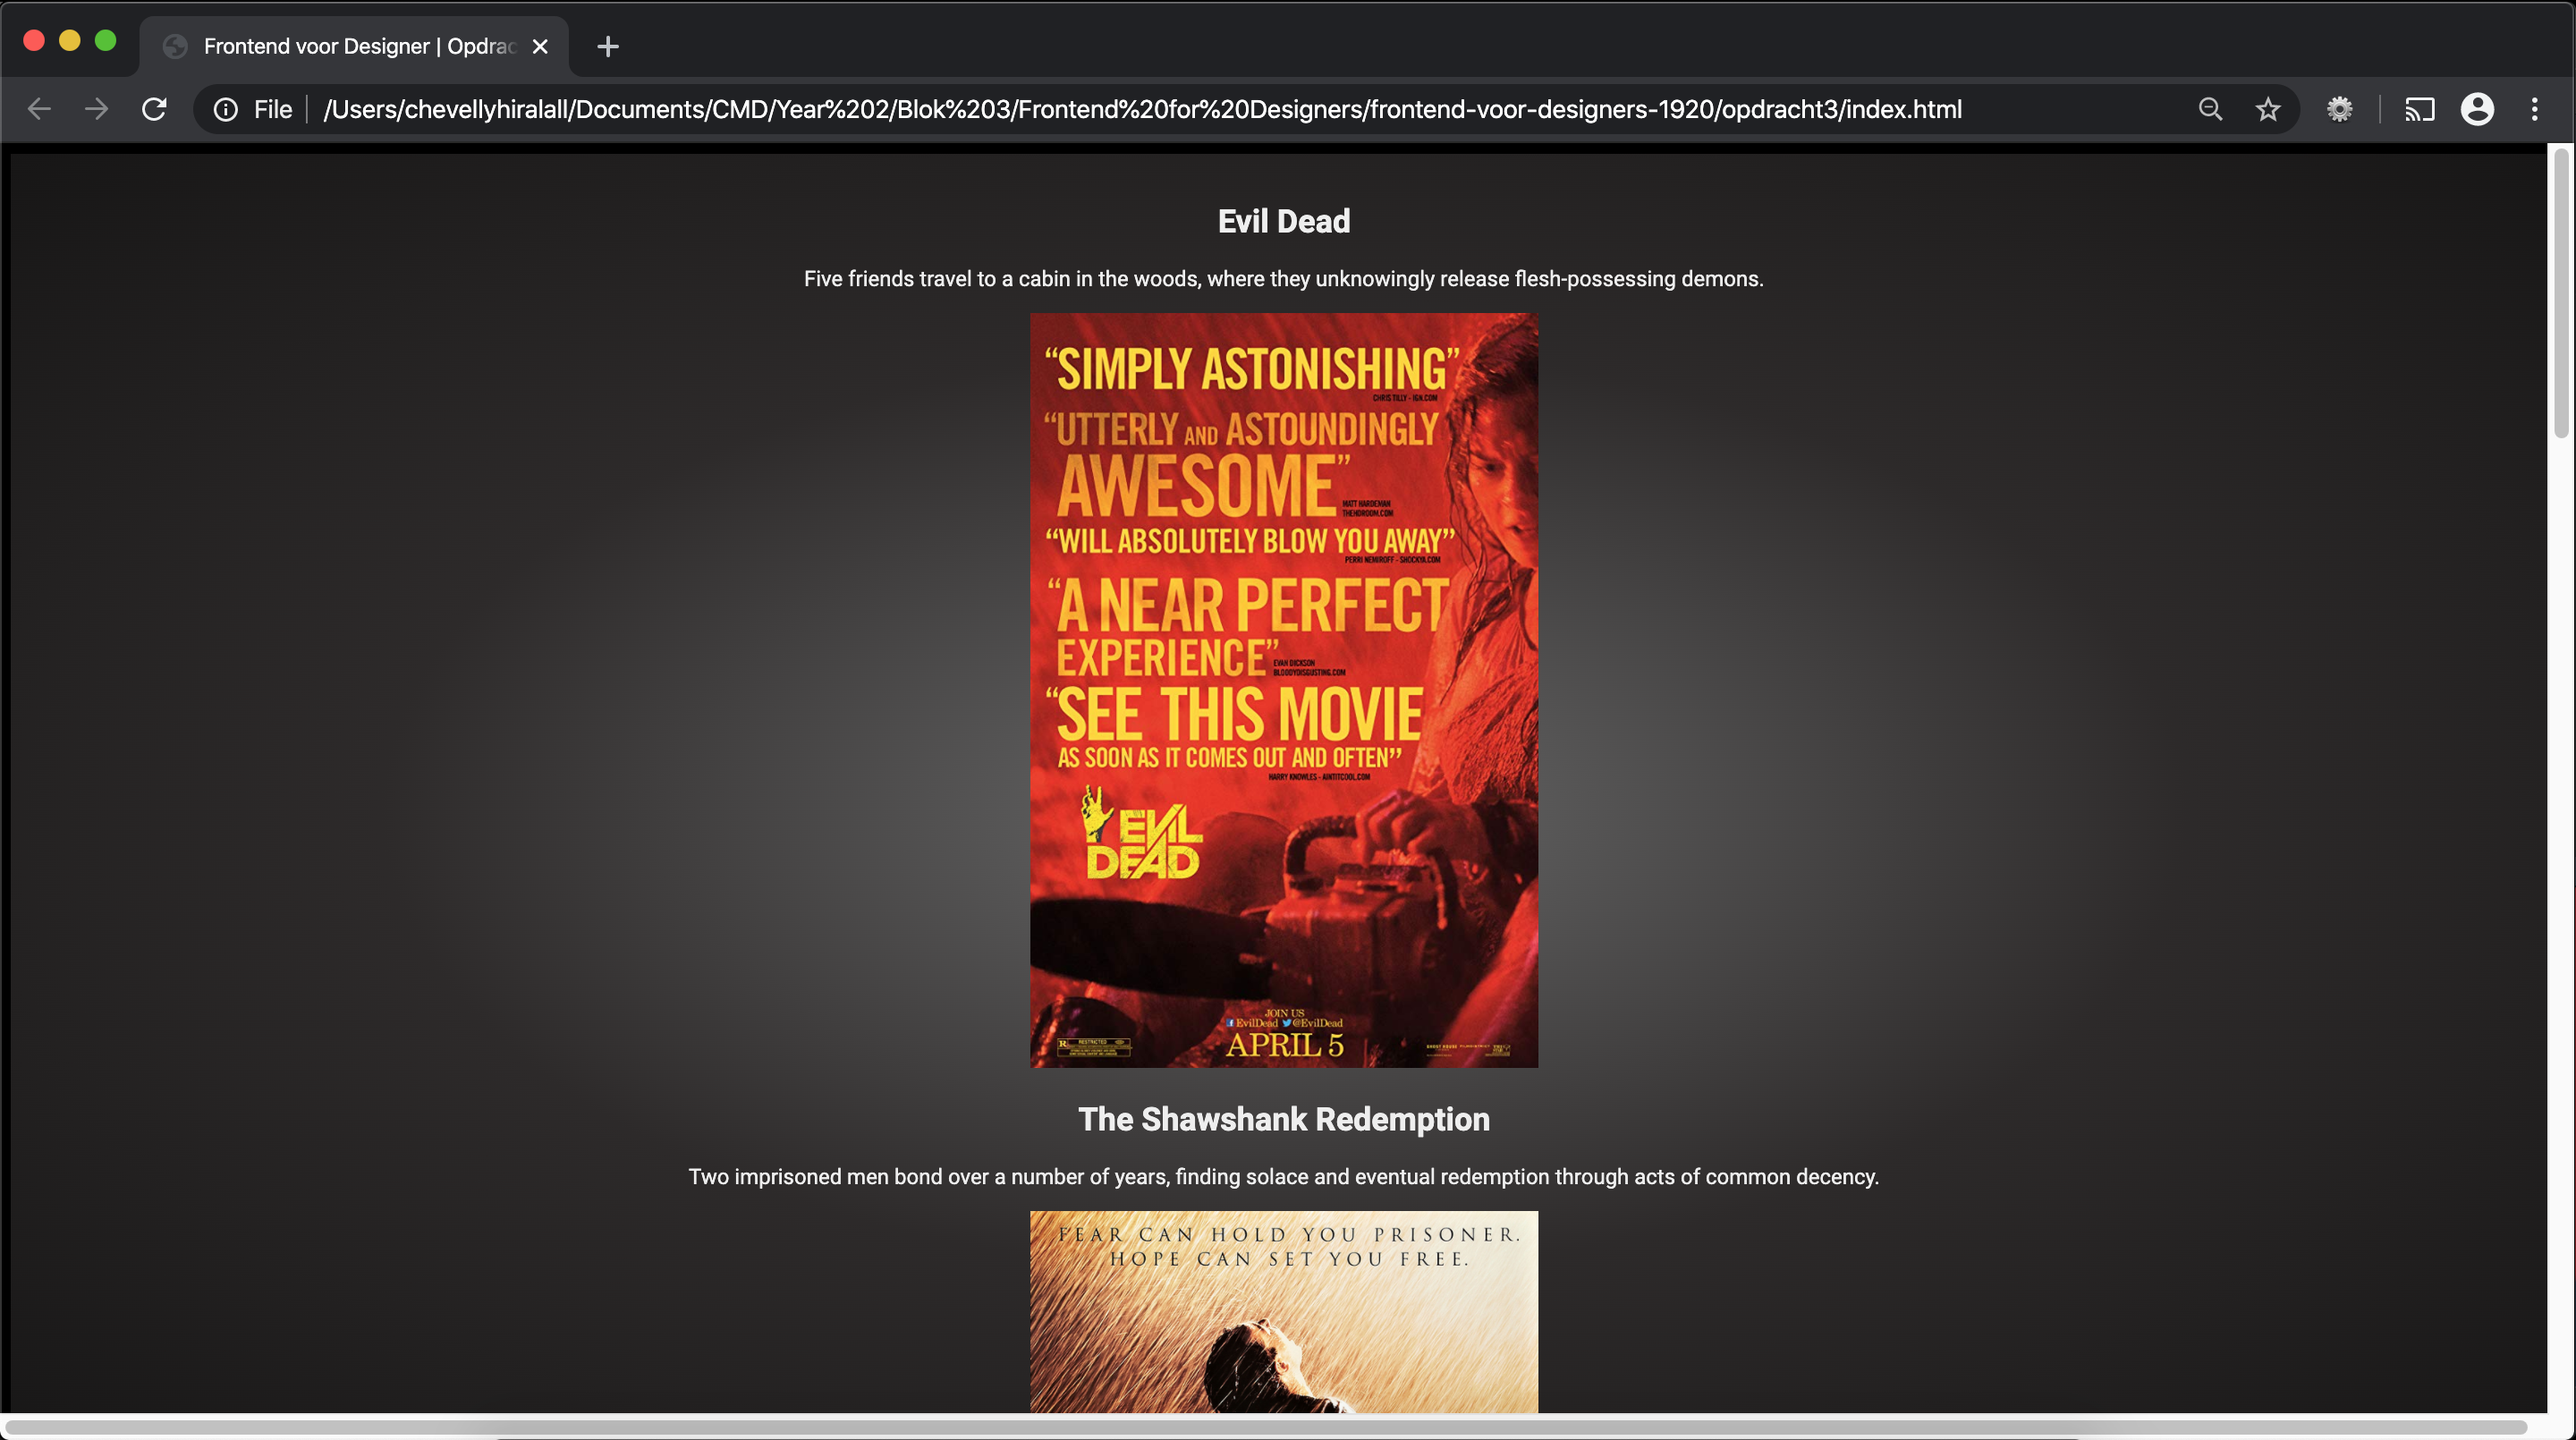 Frontend voor Designer | Opdrac
File
/Users/chevellyhiralall/Documents/CMD/Year%202/Blok%203/Frontend%20for%20Designers/frontend-voor-designers-1920/opdracht3/index.html
Evil Dead
Five friends travel to a cabin in the woods, where they unknowingly release flesh-possessing demons.
“SIMPLY ASTONISHING”
CHRIS TILLY - IGN.COM
“UTTERLY AND ASTOUNDINGLY
AWESOME”
MATT HARDEMAN
THEHDROOM.COM
“WILL ABSOLUTELY BLOW YOU AWAY”
PERRI NEMIROFF - SHOCKYA.COM
“A NEAR PERFECT
EXPERIENCE”
EVAN DICKSON
BLOODYDISGUSTING.COM
“SEE THIS MOVIE
AS SOON AS IT COMES OUT AND OFTEN”
HARRY KNOWLES - AINTITCOOL.COM
EVIL
DEAD
JOIN US
EvilDead @EvilDead
APRIL 5
R RESTRICTED
The Shawshank Redemption
Two imprisoned men bond over a number of years, finding solace and eventual redemption through acts of common decency.
FEAR CAN HOLD YOU PRISONER.
HOPE CAN SET YOU FREE.